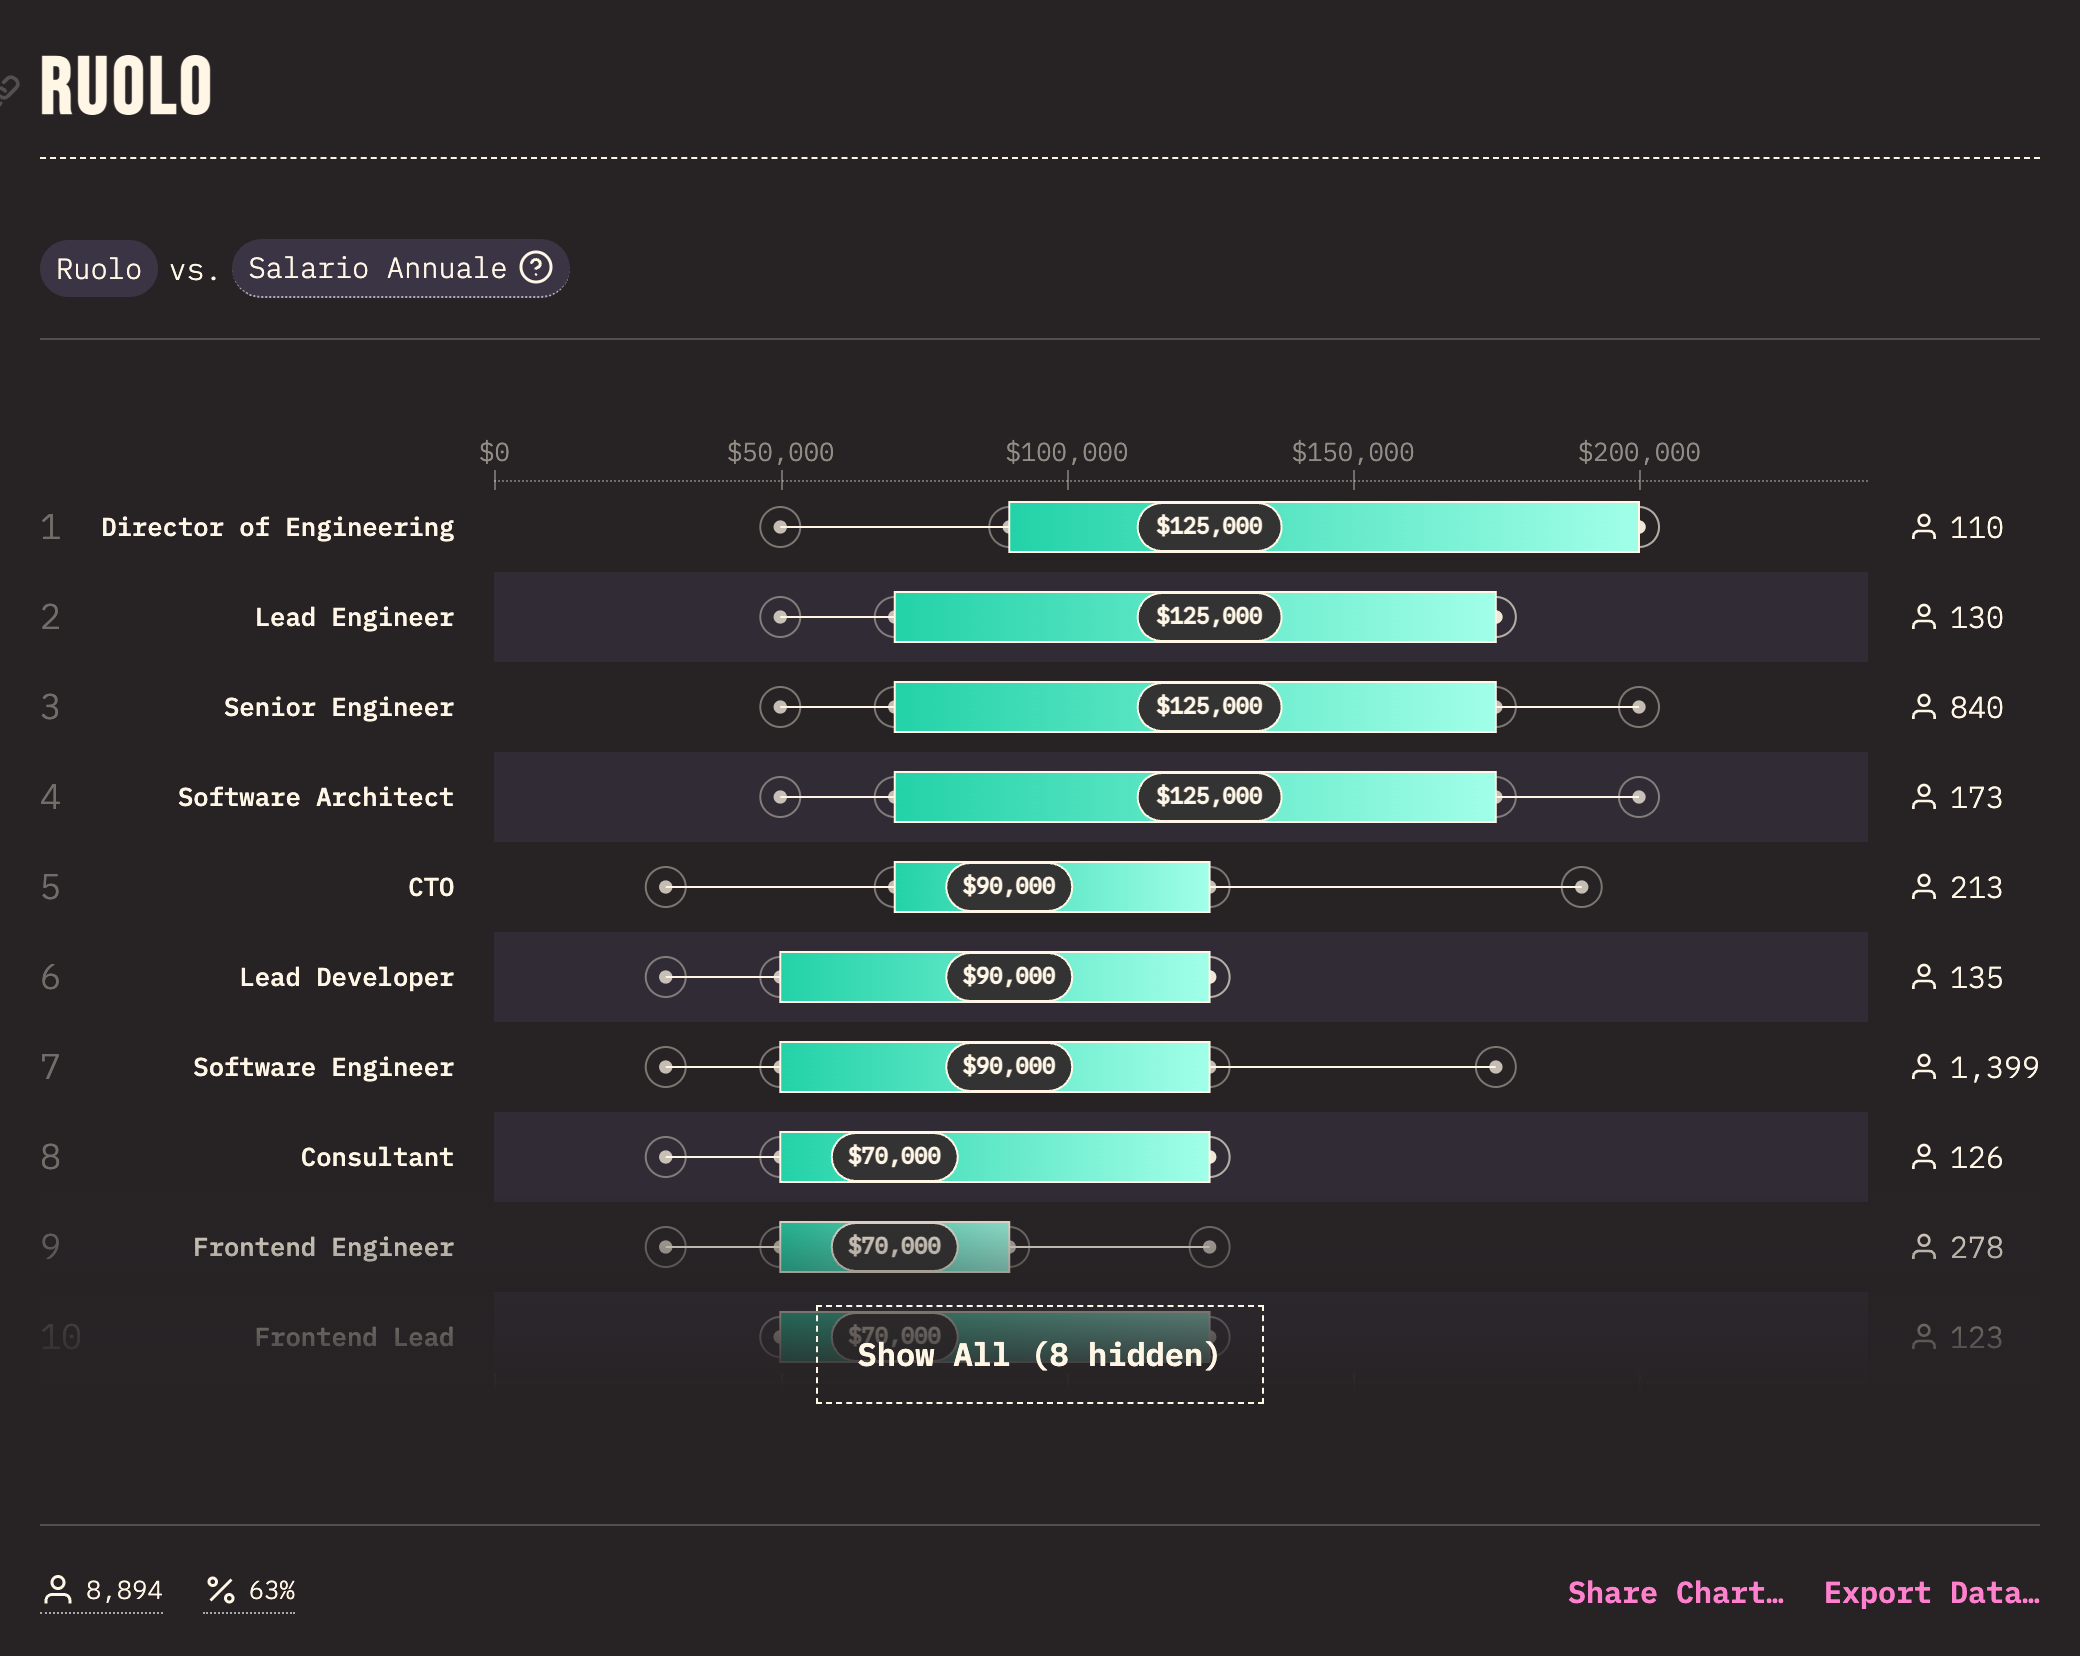 RUOLO
Ruolo vs. Salario Annuale ?
$0 $50,000 $100,000 $150,000 $200,000
1 Director of Engineering $125,000 110
2 Lead Engineer $125,000 130
3 Senior Engineer $125,000 840
4 Software Architect $125,000 173
5 CTO $90,000 213
6 Lead Developer $90,000 135
7 Software Engineer $90,000 1,399
8 Consultant $70,000 126
9 Frontend Engineer $70,000 278
10 Frontend Lead $70,000 123
Show All (8 hidden)
8,894 % 63% Share Chart… Export Data…